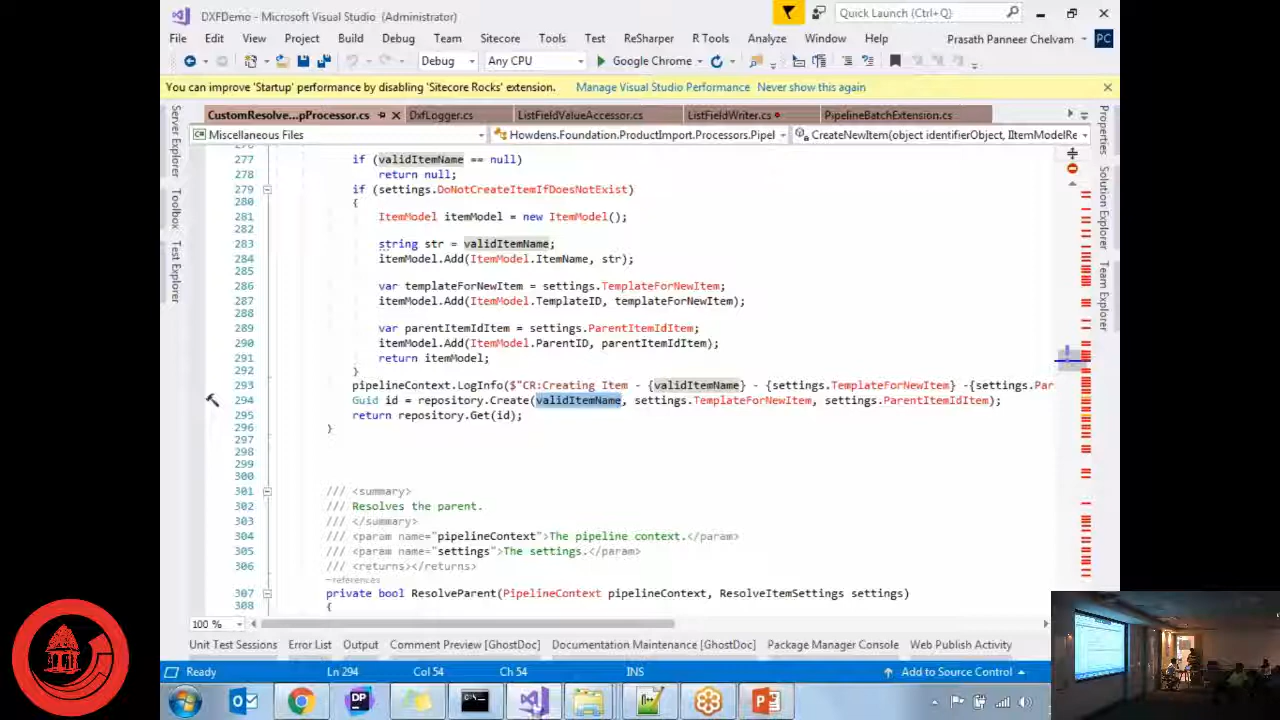 DXFDemo - Microsoft Visual Studio (Administrator)
Quick Launch (Ctrl+Q)
File Edit View Project Build Debug Team Sitecore Tools Test ReSharper R Tools Analyze Window Help Prasath Panneer Chelvam PC
Debug Any CPU Google Chrome
You can improve 'Startup' performance by disabling 'Sitecore Rocks' extension. Manage Visual Studio Performance Never show this again
CustomResolve...pProcessor.cs DxfLogger.cs ListFieldValueAccessor.cs ListFieldWriter.cs PipelineBatchExtension.cs
Miscellaneous Files Howdens.Foundation.ProductImport.Processors.Pipel CreateNewItem(object identifierObject, IItemModelRe
Server Explorer
Toolbox
Test Explorer
Properties
Solution Explorer
Team Explorer
277 if (validItemName == null)
278 return null;
279 if (settings.DoNotCreateItemIfDoesNotExist)
280 {
281 ItemModel itemModel = new ItemModel();
282
283 string str = validItemName;
284 itemModel.Add(ItemModel.ItemName, str);
285
286 var templateForNewItem = settings.TemplateForNewItem;
287 itemModel.Add(ItemModel.TemplateID, templateForNewItem);
288
289 var parentItemIdItem = settings.ParentItemIdItem;
290 itemModel.Add(ItemModel.ParentID, parentItemIdItem);
291 return itemModel;
292 }
293 pipelineContext.LogInfo($"CR:Creating Item - {validItemName} - {settings.TemplateForNewItem} -{settings.Par
294 Guid id = repository.Create(validItemName, settings.TemplateForNewItem, settings.ParentItemIdItem);
295 return repository.Get(id);
296 }
297
298
299
300
301 /// <summary>
302 /// Resolves the parent.
303 /// </summary>
304 /// <param name="pipelineContext">The pipeline context.</param>
305 /// <param name="settings">The settings.</param>
306 /// <returns></returns>
307 private bool ResolveParent(PipelineContext pipelineContext, ResolveItemSettings settings)
308 {
100 %
Unit Test Sessions Error List Output Comment Preview [GhostDoc] Documentation Maintenance [GhostDoc] Package Manager Console Web Publish Activity
Ready Ln 294 Col 54 Ch 54 INS Add to Source Control